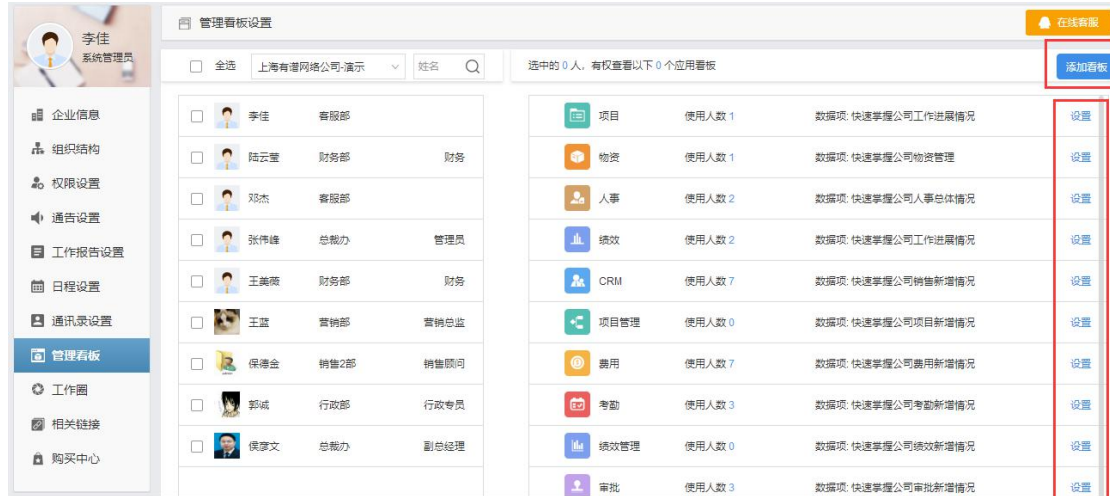 李佳
系统管理员
企业信息
组织结构
权限设置
通告设置
工作报告设置
日程设置
通讯录设置
管理看板
工作圈
相关链接
购买中心
管理看板设置
在线客服
全选 上海有谱网络公司-演示 姓名
选中的 0 人，有权查看以下 0 个应用看板
添加看板
李佳 客服部
陆云莹 财务部 财务
邓杰 客服部
张伟峰 总裁办 管理员
王美薇 财务部 财务
王蓝 营销部 营销总监
保德金 销售2部 销售顾问
郭诚 行政部 行政专员
侯彦文 总裁办 副总经理
项目 使用人数 1 数据项: 快速掌握公司工作进展情况 设置
物资 使用人数 1 数据项: 快速掌握公司物资管理 设置
人事 使用人数 2 数据项: 快速掌握公司人事总体情况 设置
绩效 使用人数 2 数据项: 快速掌握公司工作进展情况 设置
CRM 使用人数 7 数据项: 快速掌握公司销售新增情况 设置
项目管理 使用人数 0 数据项: 快速掌握公司项目新增情况 设置
费用 使用人数 7 数据项: 快速掌握公司费用新增情况 设置
考勤 使用人数 3 数据项: 快速掌握公司考勤新增情况 设置
绩效管理 使用人数 0 数据项: 快速掌握公司绩效新增情况 设置
审批 使用人数 3 数据项: 快速掌握公司审批新增情况 设置